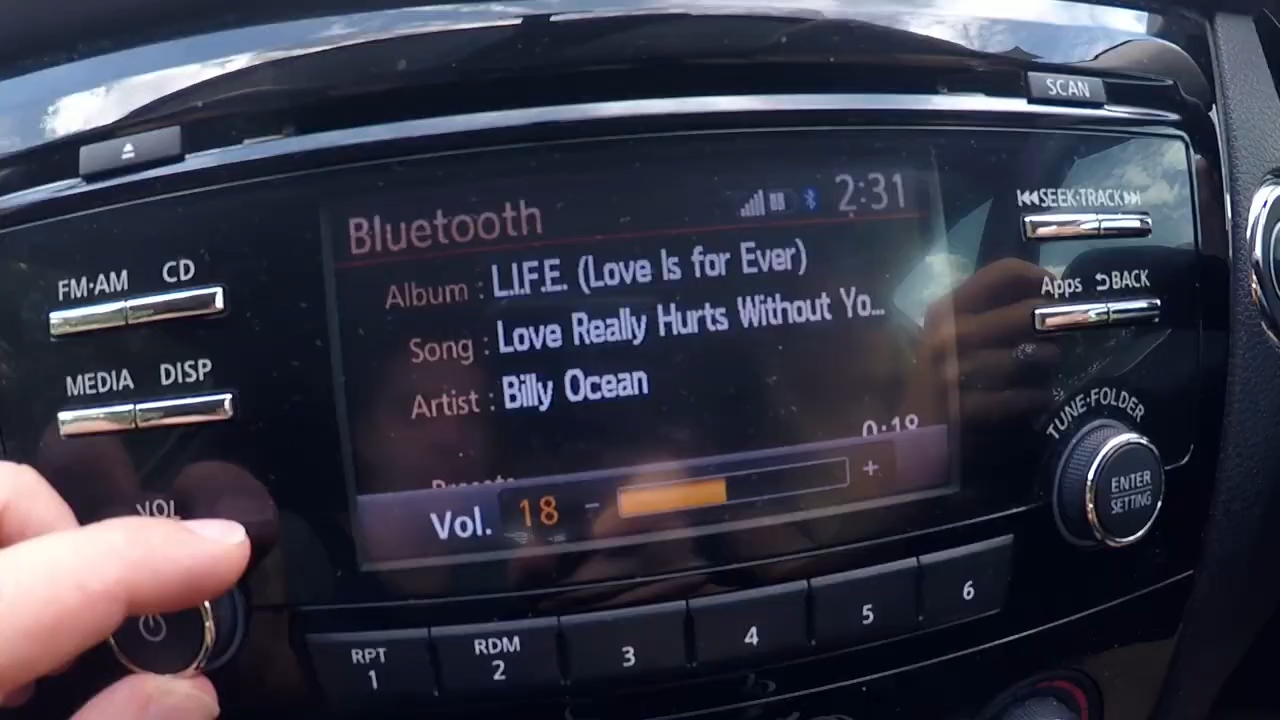 SCAN
Bluetooth 2:31
SEEK·TRACK
FM·AM CD
Album : L.I.F.E. (Love Is for Ever)
Apps BACK
Song : Love Really Hurts Without Yo...
MEDIA DISP
Artist : Billy Ocean
TUNE·FOLDER
0:18
Presets
ENTER
SETTING
VOL
Vol. 18 - +
RPT
1
RDM
2
3
4
5
6